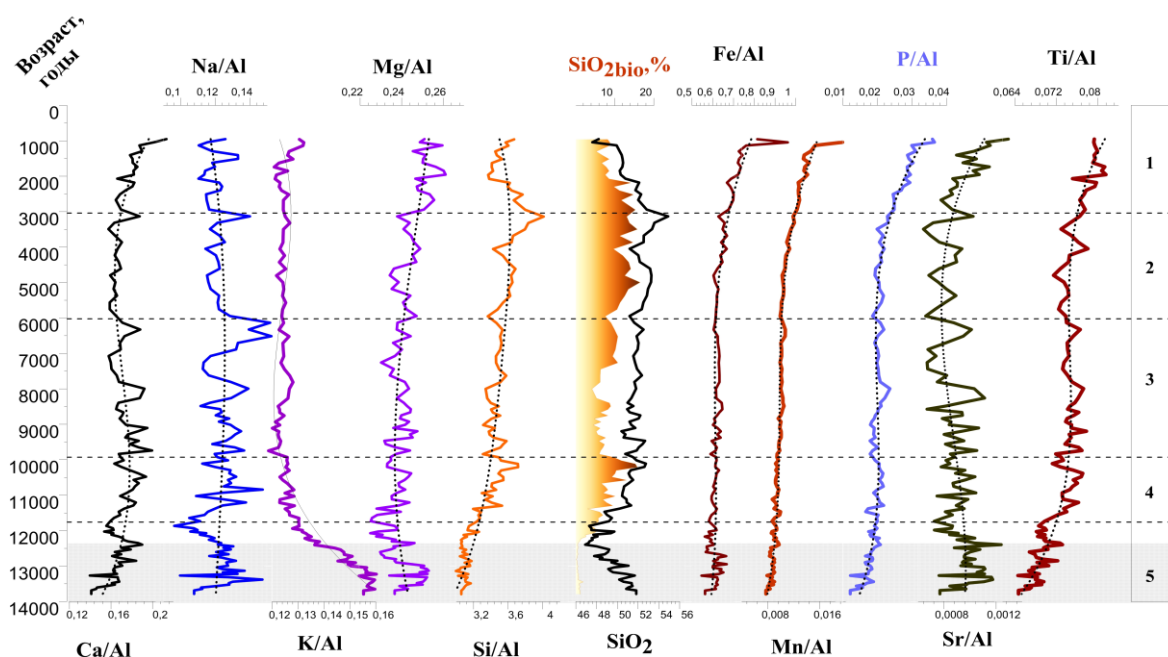 Возраст,
годы
Na/Al
Mg/Al
SiO2bio,%
Fe/Al
P/Al
Ti/Al
0,1 0,12 0,14
0,22 0,24 0,26
10 20
0,5 0,6 0,7 0,8 0,9 1
0,01 0,02 0,03 0,04
0,064 0,072 0,08
0
1000
2000
3000
4000
5000
6000
7000
8000
9000
10000
11000
12000
13000
14000
1
2
3
4
5
0,12 0,16 0,2
0,12 0,13 0,14 0,15 0,16
3,2 3,6 4
46 48 50 52 54 56
0,008 0,016
0,0008 0,0012
Ca/Al
K/Al
Si/Al
SiO2
Mn/Al
Sr/Al